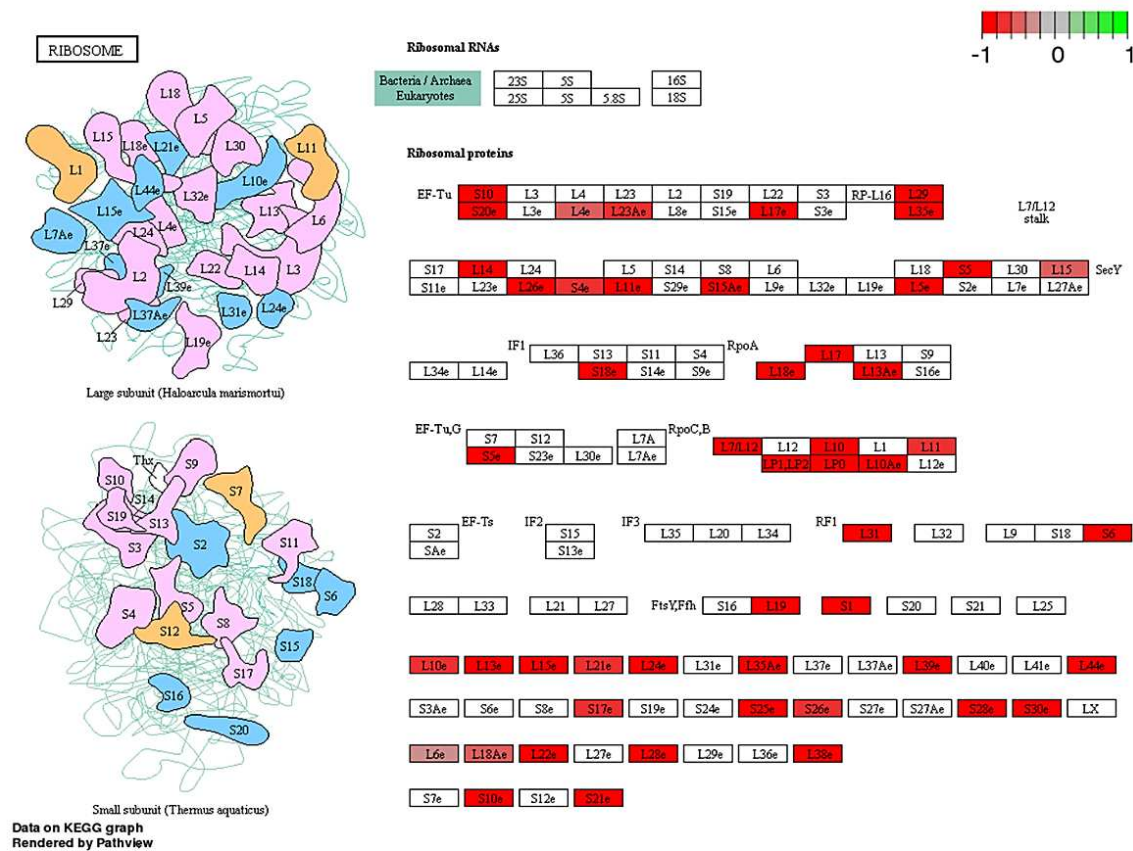 RIBOSOME
-1 0 1
Ribosomal RNAs
Bacteria / Archaea 23S 5S 16S
Eukaryotes 25S 5S 5.8S 18S
Ribosomal proteins
EF-Tu S10 L3 L4 L23 L2 S19 L22 S3 RP-L16 L29
S20e L3e L4e L23Ae L8e S15e L17e S3e L35e
L7/L12
stalk
S17 L14 L24 L5 S14 S8 L6 L18 S5 L30 L15 SecY
S11e L23e L26e S4e L11e S29e S15Ae L9e L32e L19e L5e S2e L7e L27Ae
IF1 L36 S13 S11 S4 RpoA L17 L13 S9
L34e L14e S18e S14e S9e L18e L13Ae S16e
EF-Tu,G S7 S12 L7A RpoC,B L7/L12 L12 L10 L1 L11
S5e S23e L30e L7Ae LP1,LP2 LP0 L10Ae L12e
S2 EF-Ts IF2 S15 IF3 L35 L20 L34 RF1 L31 L32 L9 S18 S6
SAe S13e
L28 L33 L21 L27 FtsY,Ffh S16 L19 S1 S20 S21 L25
L10e L13e L15e L21e L24e L31e L35Ae L37e L37Ae L39e L40e L41e L44e
S3Ae S6e S8e S17e S19e S24e S25e S26e S27e S27Ae S28e S30e LX
L6e L18Ae L22e L27e L28e L29e L36e L38e
S7e S10e S12e S21e
L18
L5
L15 L18e L21e L30 L11
L1
L44e L32e L10e
L15e L13 L6
L7Ae L24 L4e
L37e
L2 L22 L14 L3
L39e
L29
L37Ae L31e L24e
L23
L19e
Large subunit (Haloarcula marismortui)
Thx S9
S10 S14 S7
S19 S13
S3 S2 S11
S18 S6
S4 S5 S8
S12
S15
S17
S16
S20
Small subunit (Thermus aquaticus)
Data on KEGG graph
Rendered by Pathview